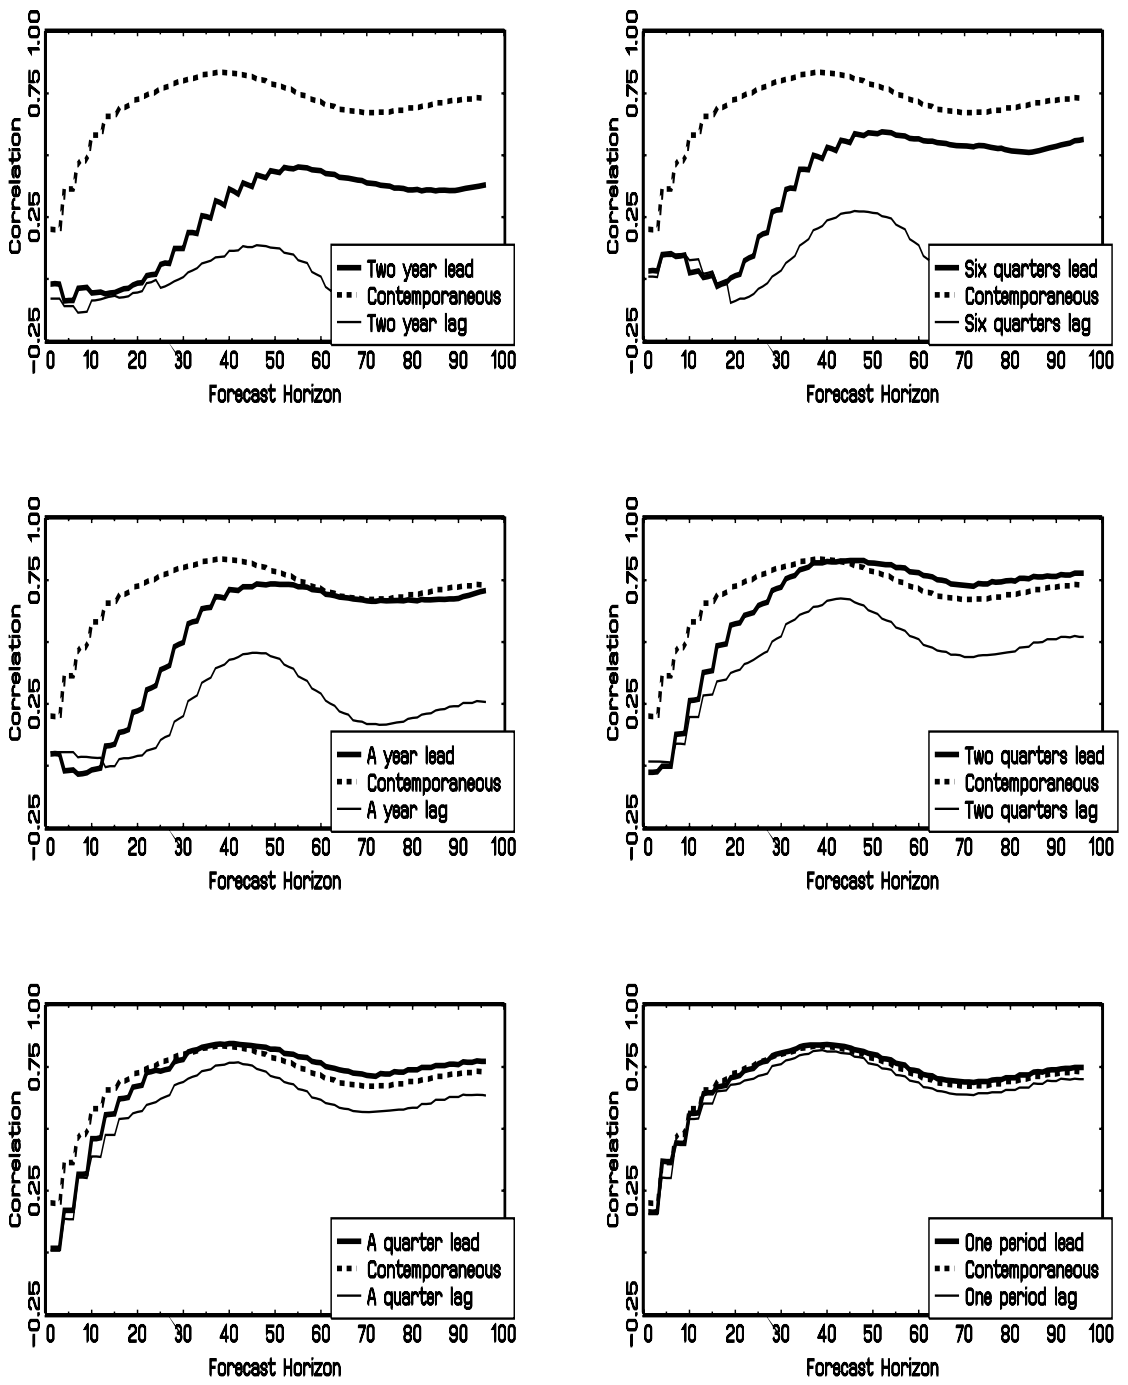 Correlation
-0.25 0.25 0.75 1.00
Two year lead
Contemporaneous
Two year lag
0 10 20 30 40 50 60 70 80 90 100
Forecast Horizon
Correlation
-0.25 0.25 0.75 1.00
Six quarters lead
Contemporaneous
Six quarters lag
0 10 20 30 40 50 60 70 80 90 100
Forecast Horizon
Correlation
-0.25 0.25 0.75 1.00
A year lead
Contemporaneous
A year lag
0 10 20 30 40 50 60 70 80 90 100
Forecast Horizon
Correlation
-0.25 0.25 0.75 1.00
Two quarters lead
Contemporaneous
Two quarters lag
0 10 20 30 40 50 60 70 80 90 100
Forecast Horizon
Correlation
-0.25 0.25 0.75 1.00
A quarter lead
Contemporaneous
A quarter lag
0 10 20 30 40 50 60 70 80 90 100
Forecast Horizon
Correlation
-0.25 0.25 0.75 1.00
One period lead
Contemporaneous
One period lag
0 10 20 30 40 50 60 70 80 90 100
Forecast Horizon